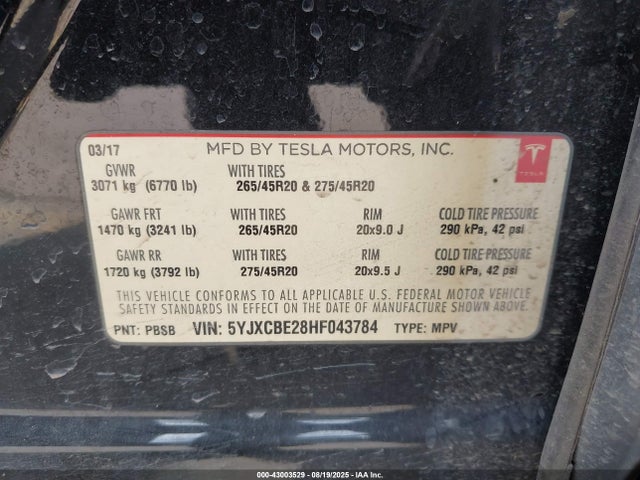 03/17 MFD BY TESLA MOTORS, INC.
TESLA
GVWR WITH TIRES
3071 kg (6770 lb) 265/45R20 & 275/45R20
GAWR FRT WITH TIRES RIM COLD TIRE PRESSURE
1470 kg (3241 lb) 265/45R20 20x9.0 J 290 kPa, 42 psi
GAWR RR WITH TIRES RIM COLD TIRE PRESSURE
1720 kg (3792 lb) 275/45R20 20x9.5 J 290 kPa, 42 psi
THIS VEHICLE CONFORMS TO ALL APPLICABLE U.S. FEDERAL MOTOR VEHICLE
SAFETY STANDARDS IN EFFECT ON THE DATE OF MANUFACTURE SHOWN ABOVE.
PNT: PBSB VIN: 5YJXCBE28HF043784 TYPE: MPV
000-43003529 - 08/19/2025 - IAA Inc.